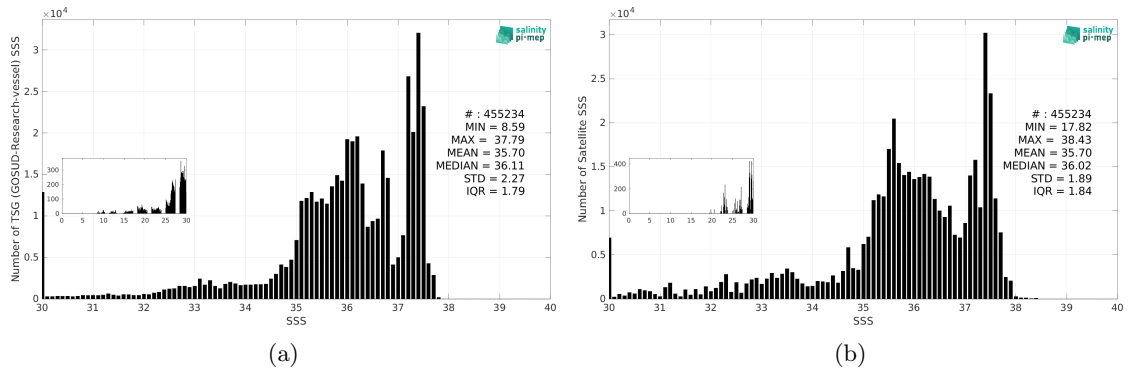 ×10⁴
salinity
pi-mep
Number of TSG (GOSUD-Research-vessel) SSS
3
2.5
2
1.5
1
0.5
0
# : 455234
MIN = 8.59
MAX = 37.79
MEAN = 35.70
MEDIAN = 36.11
STD = 2.27
IQR = 1.79
300
200
100
0
0 5 10 15 20 25 30
30 31 32 33 34 35 36 37 38 39 40
SSS
(a)
×10⁴
salinity
pi-mep
Number of Satellite SSS
3
2.5
2
1.5
1
0.5
0
# : 455234
MIN = 17.82
MAX = 38.43
MEAN = 35.70
MEDIAN = 36.02
STD = 1.89
IQR = 1.84
400
200
0
0 5 10 15 20 25 30
30 31 32 33 34 35 36 37 38 39 40
SSS
(b)